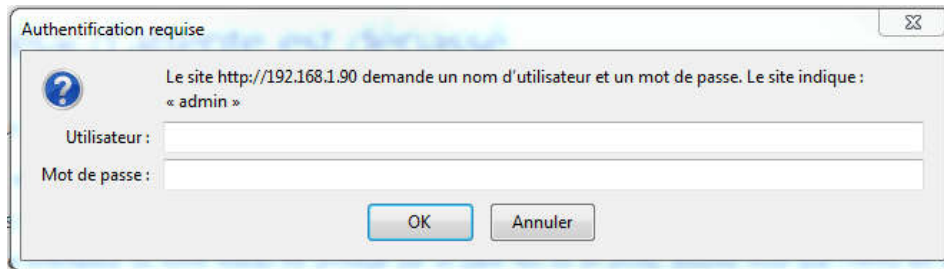 Authentification requise
Le site http://192.168.1.90 demande un nom d'utilisateur et un mot de passe. Le site indique :
« admin »
Utilisateur :
Mot de passe :
OK
Annuler